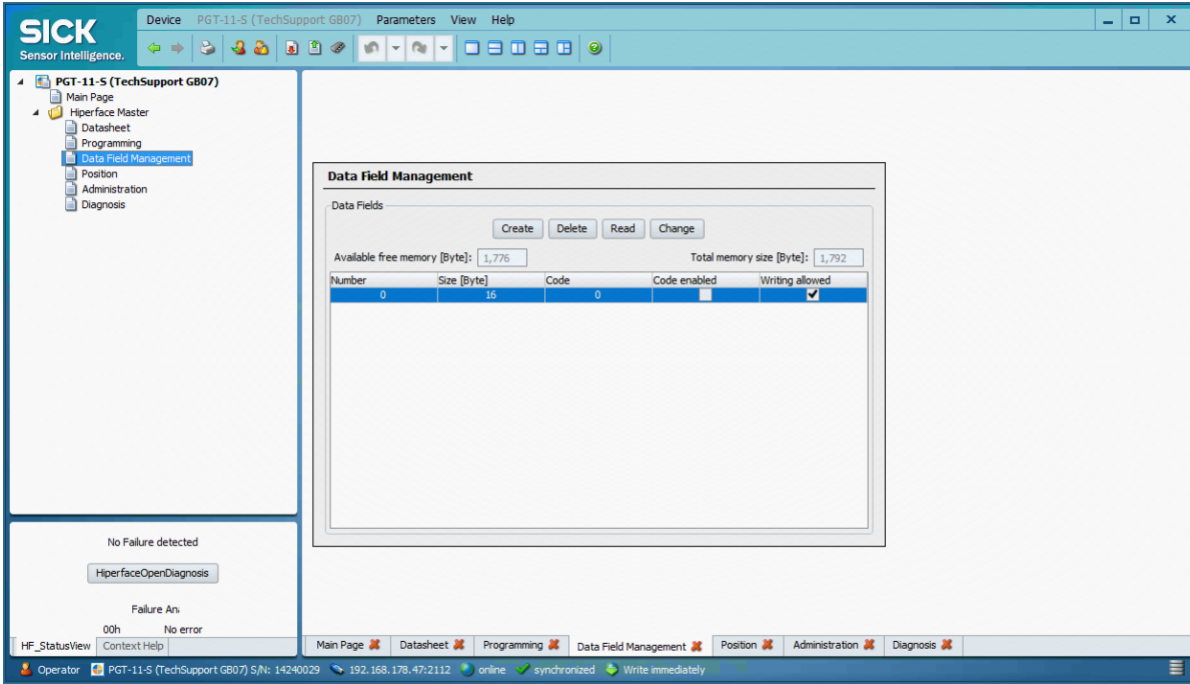 SICK
Sensor Intelligence.
Device PGT-11-S (TechSupport GB07) Parameters View Help
PGT-11-S (TechSupport GB07)
Main Page
Hiperface Master
Datasheet
Programming
Data Field Management
Position
Administration
Diagnosis
Data Field Management
Data Fields
Create Delete Read Change
Available free memory [Byte]: 1,776 Total memory size [Byte]: 1,792
Number Size [Byte] Code Code enabled Writing allowed
0 16 0
No Failure detected
HiperfaceOpenDiagnosis
Failure An
00h No error
HF_StatusView Context Help
Main Page Datasheet Programming Data Field Management Position Administration Diagnosis
Operator PGT-11-S (TechSupport GB07) S/N: 14240029 192.168.178.47:2112 online synchronized Write immediately